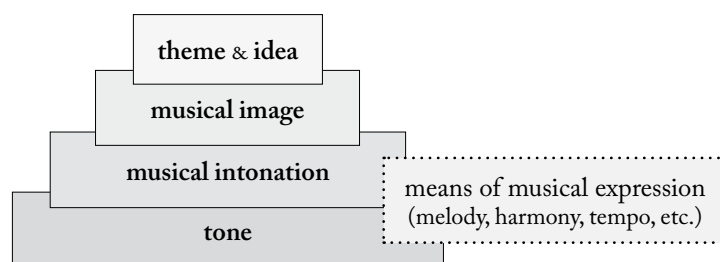 theme & idea
musical image
musical intonation
means of musical expression
(melody, harmony, tempo, etc.)
tone